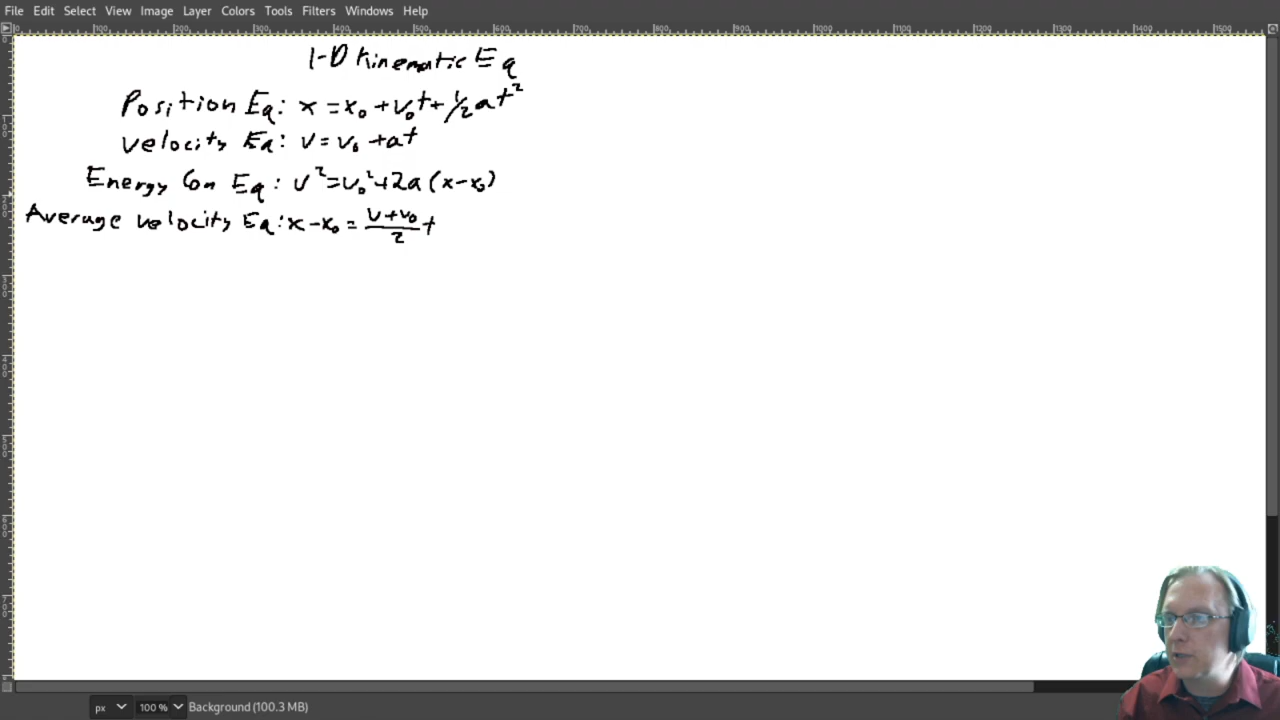 File Edit Select View Image Layer Colors Tools Filters Windows Help
1-D Kinematic Eq
Position Eq: x = x₀ + v₀t + 1/2 at²
velocity Eq: v = v₀ + at
Energy Con Eq: v² = v₀² + 2a(x-x₀)
Average velocity Eq: x - x₀ = (v+v₀)/2 t
px 100 % Background (100.3 MB)